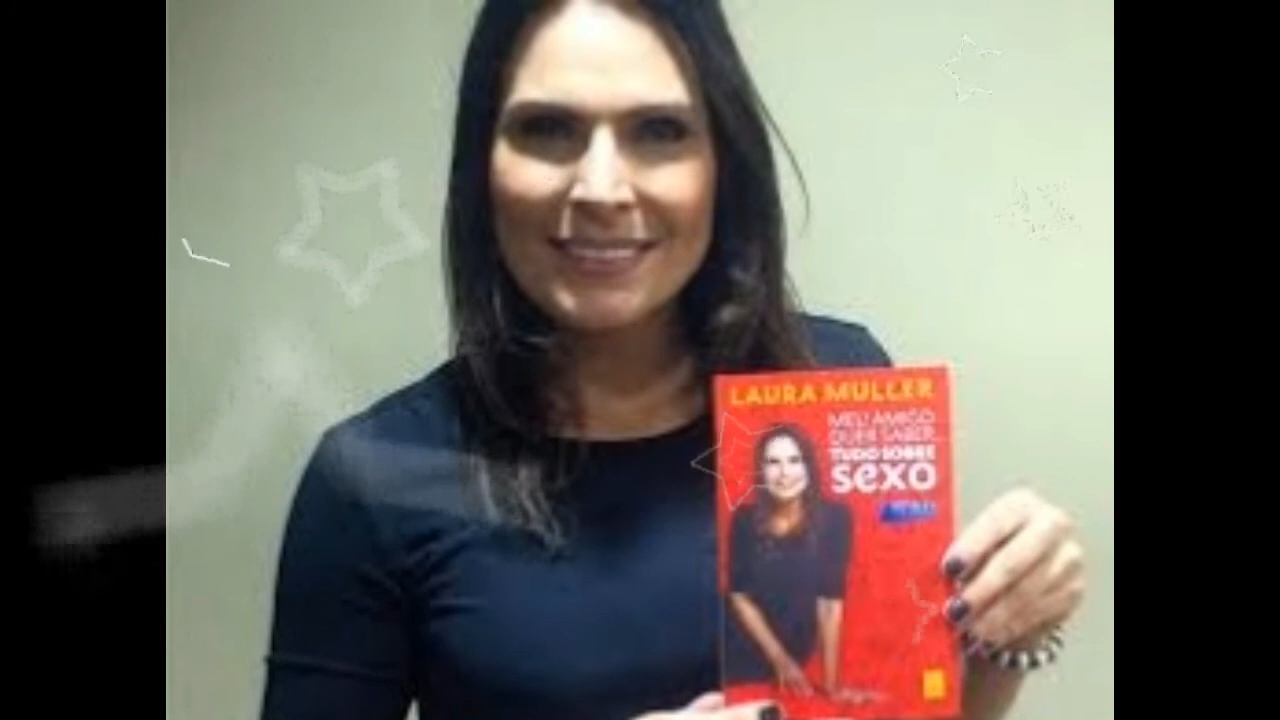 LAURA MULLER
MEU AMIGO
QUER SABER
TUDO SOBRE
sexo